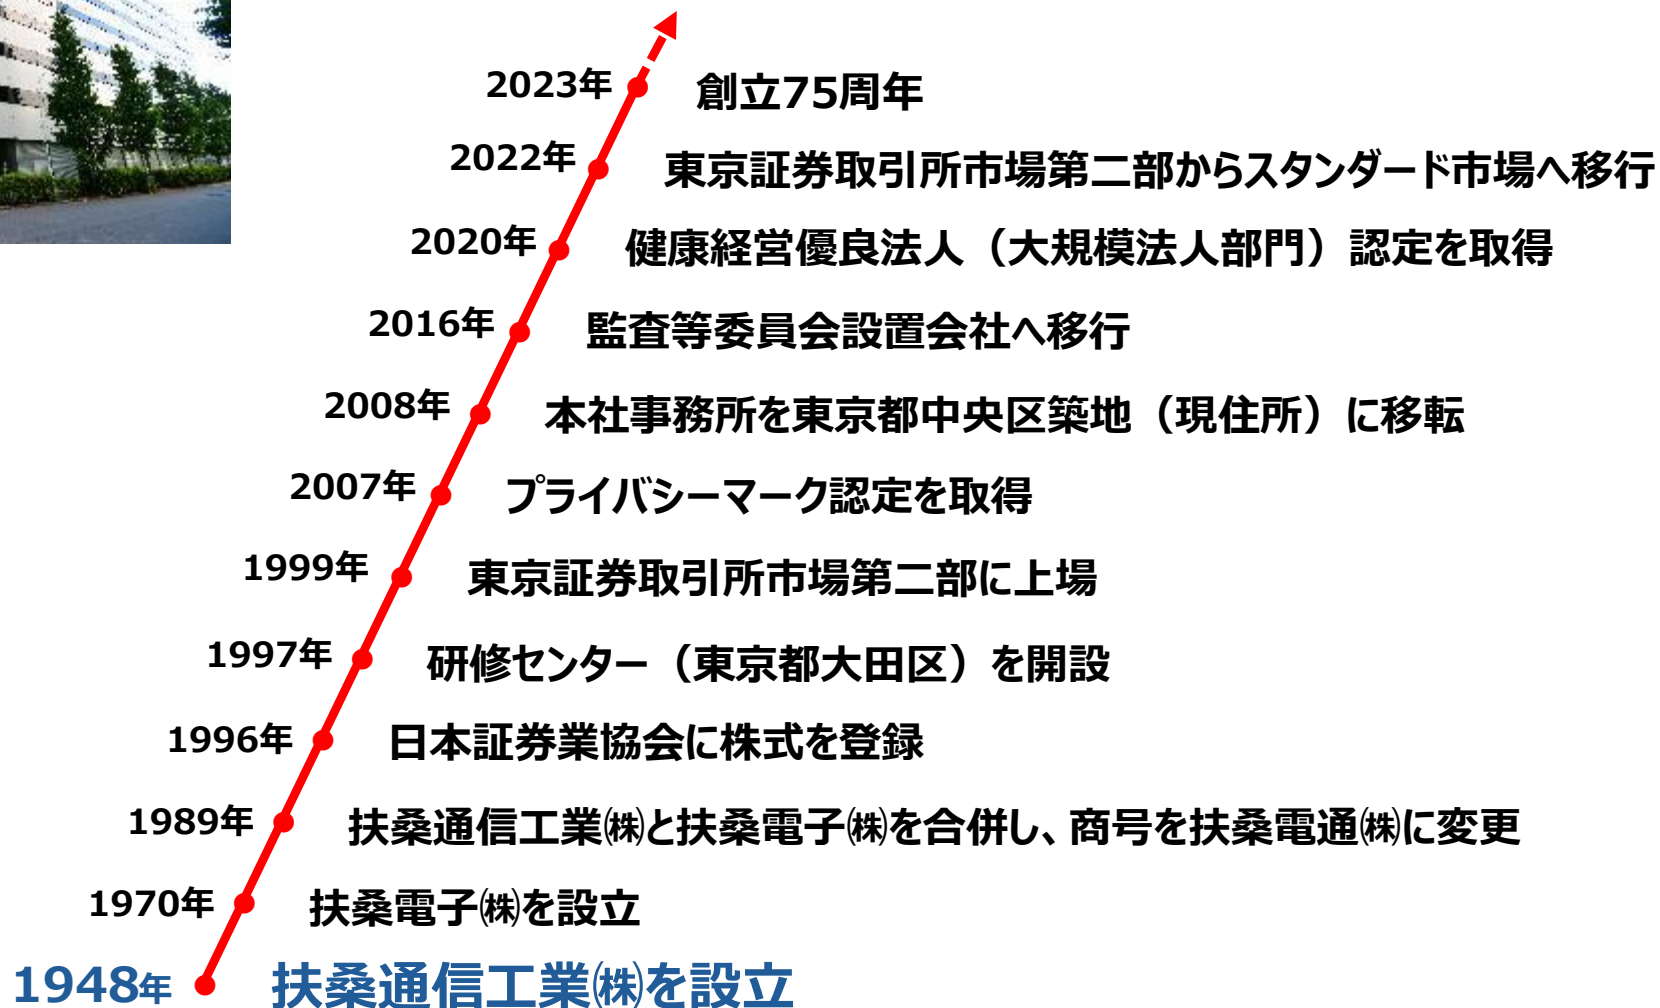 2023年 創立75周年
2022年 東京証券取引所市場第二部からスタンダード市場へ移行
2020年 健康経営優良法人（大規模法人部門）認定を取得
2016年 監査等委員会設置会社へ移行
2008年 本社事務所を東京都中央区築地（現住所）に移転
2007年 プライバシーマーク認定を取得
1999年 東京証券取引所市場第二部に上場
1997年 研修センター（東京都大田区）を開設
1996年 日本証券業協会に株式を登録
1989年 扶桑通信工業㈱と扶桑電子㈱を合併し、商号を扶桑電通㈱に変更
1970年 扶桑電子㈱を設立
1948年 扶桑通信工業㈱を設立